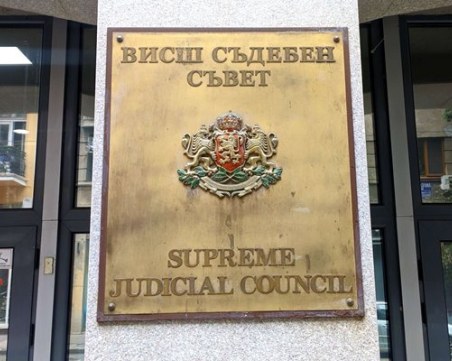 ВИСШ СЪДЕБЕН
СЪВЕТ
SUPREME
JUDICIAL COUNCIL